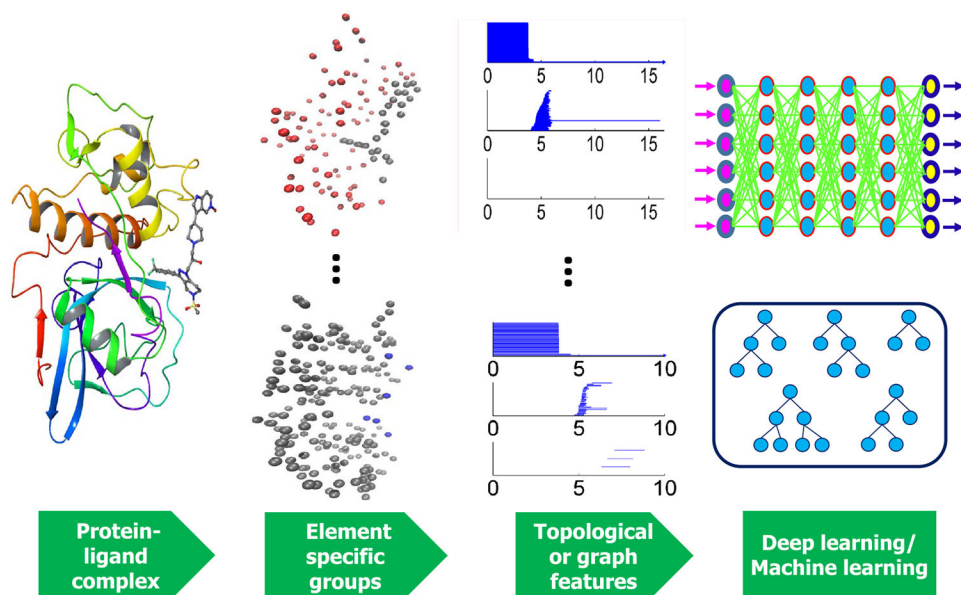 0 5 10 15
0 5 10 15
0 5 10 15
0 5 10
0 5 10
0 5 10
Protein-
ligand
complex
Element
specific
groups
Topological
or graph
features
Deep learning/
Machine learning